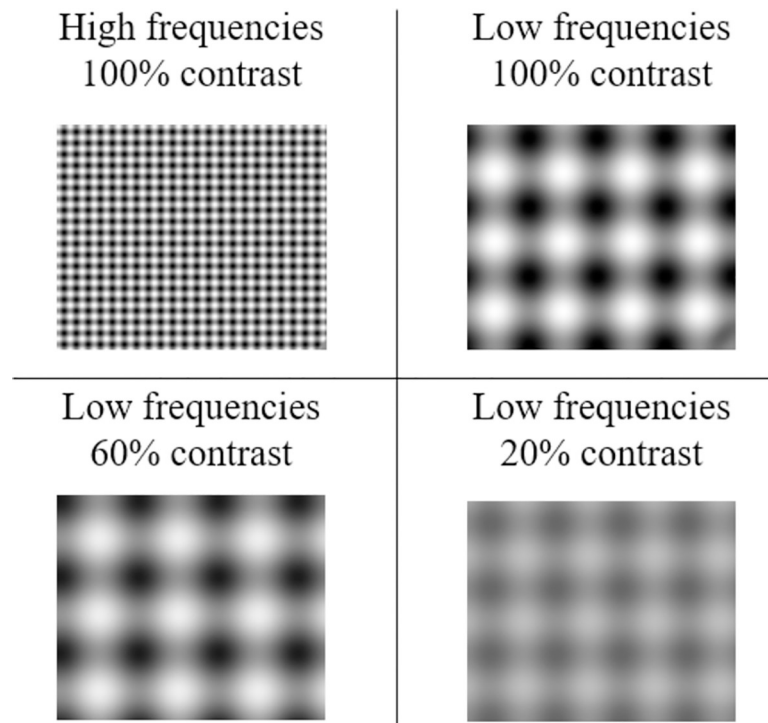 High frequencies
100% contrast
Low frequencies
100% contrast
Low frequencies
60% contrast
Low frequencies
20% contrast